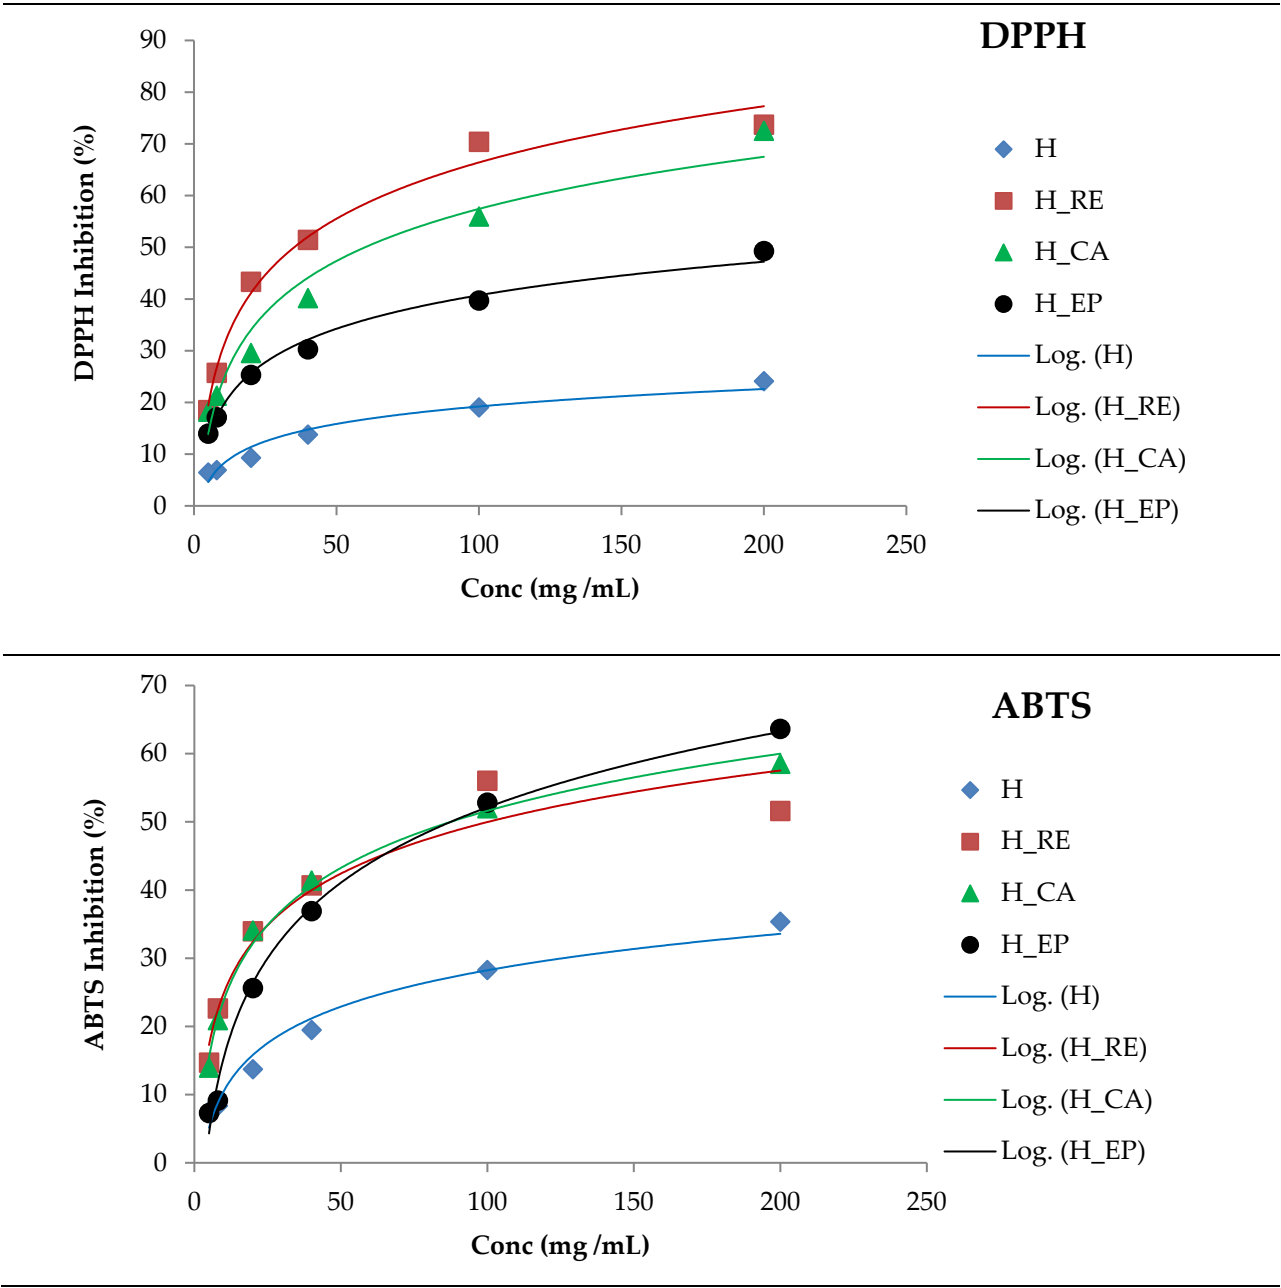 DPPH
90
80
70
60
50
40
30
20
10
0
DPPH Inhibition (%)
0 50 100 150 200 250
Conc (mg /mL)
H
H_RE
H_CA
H_EP
Log. (H)
Log. (H_RE)
Log. (H_CA)
Log. (H_EP)
ABTS
70
60
50
40
30
20
10
0
ABTS Inhibition (%)
0 50 100 150 200 250
Conc (mg /mL)
H
H_RE
H_CA
H_EP
Log. (H)
Log. (H_RE)
Log. (H_CA)
Log. (H_EP)